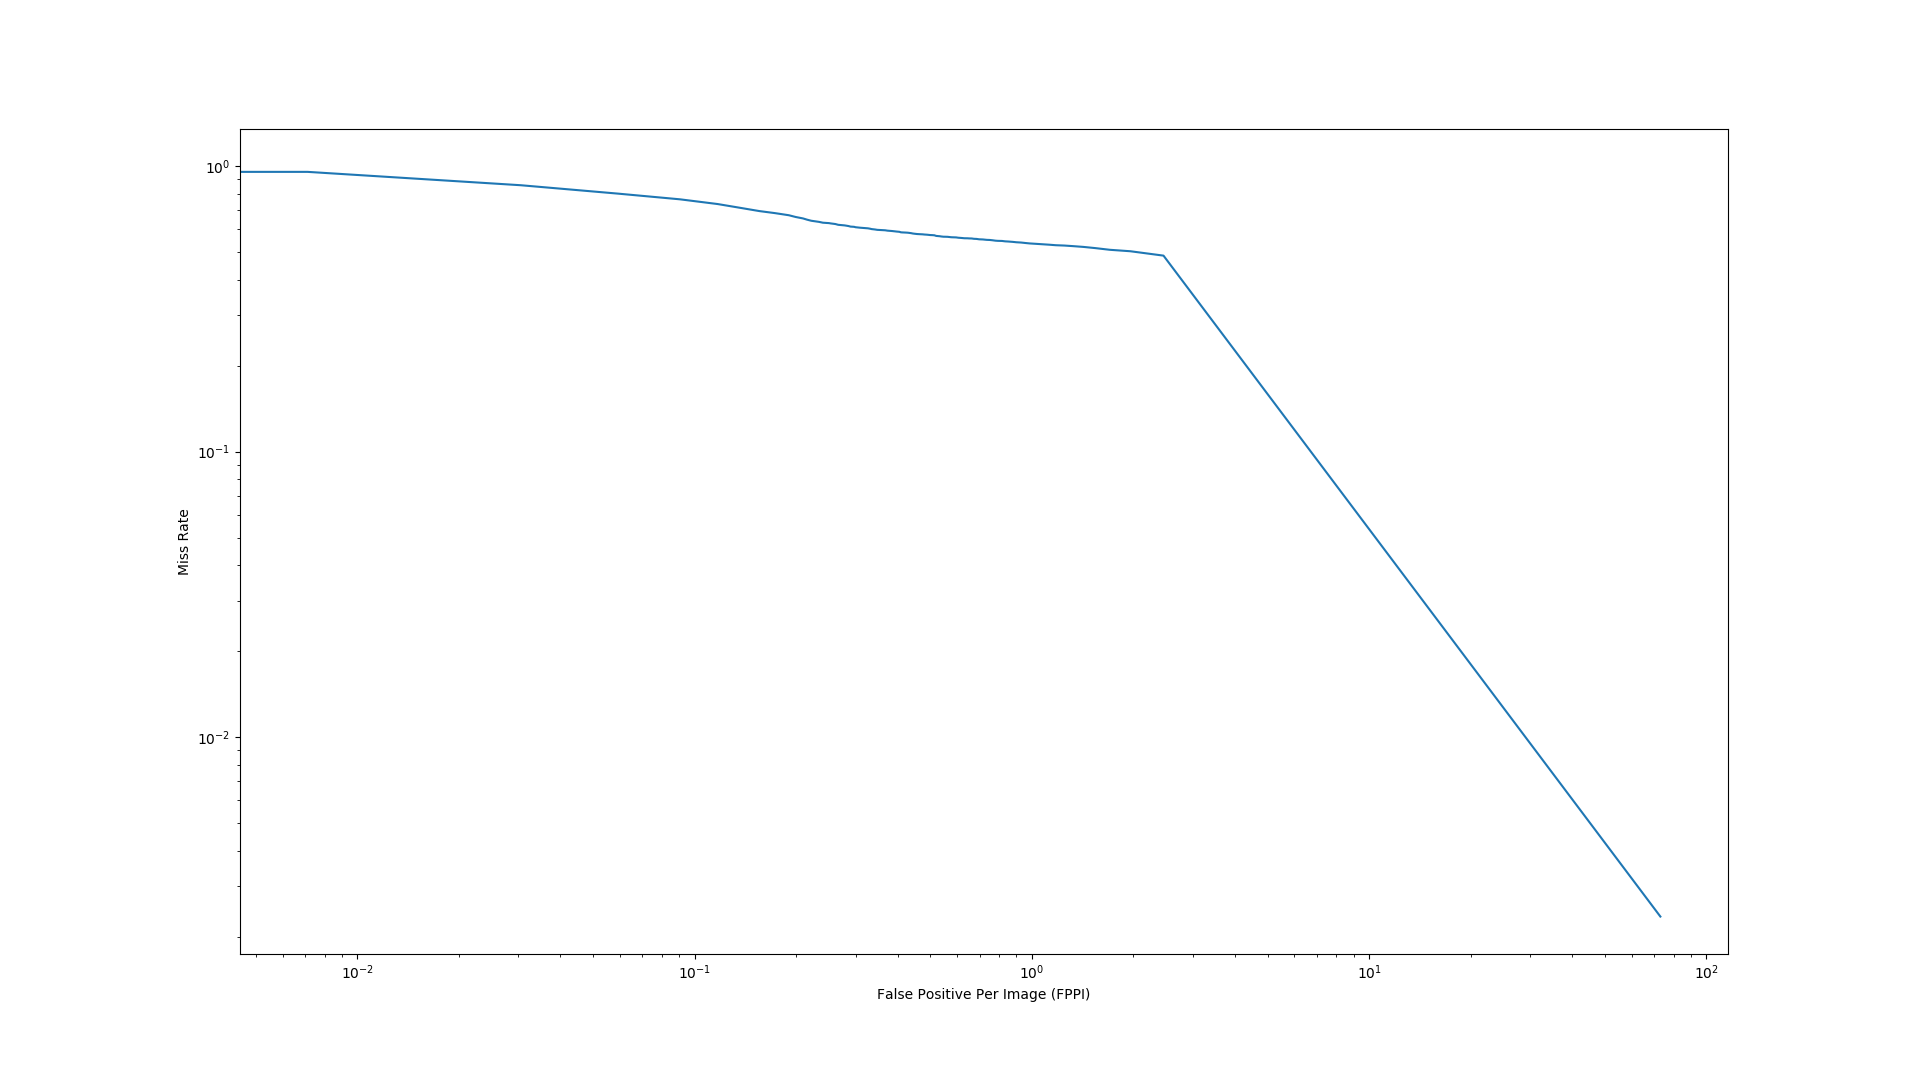 10⁰
10⁻¹
10⁻²
Miss Rate
10⁻² 10⁻¹ 10⁰ 10¹ 10²
False Positive Per Image (FPPI)